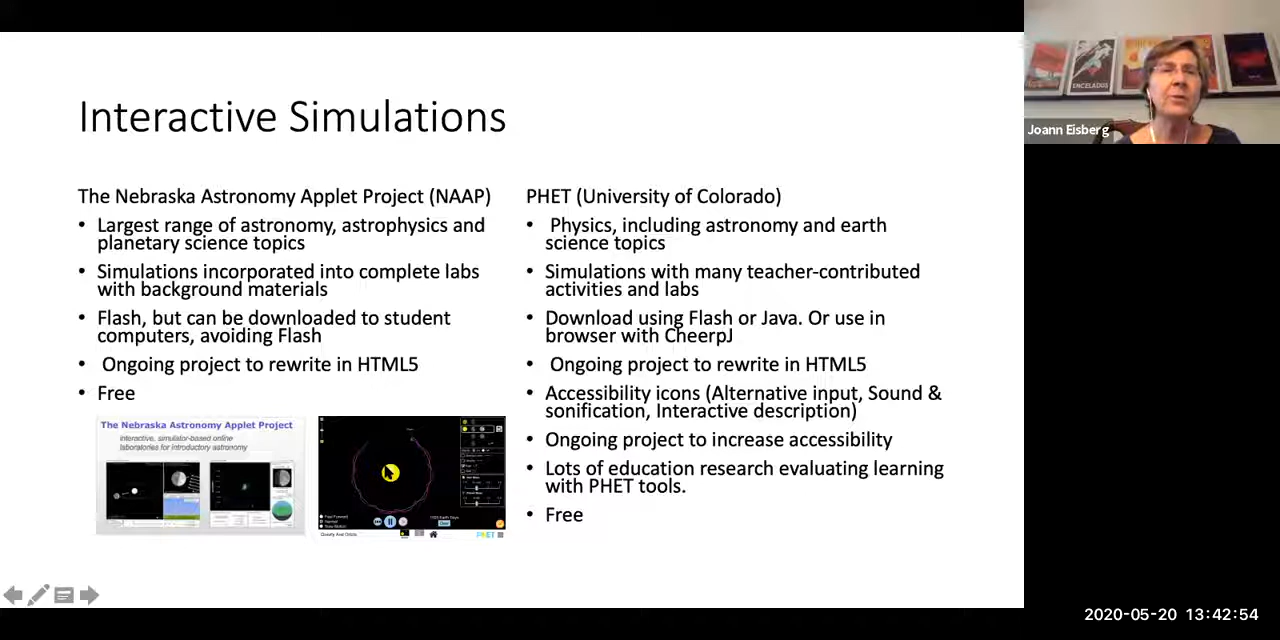 Interactive Simulations
The Nebraska Astronomy Applet Project (NAAP)
• Largest range of astronomy, astrophysics and
planetary science topics
• Simulations incorporated into complete labs
with background materials
• Flash, but can be downloaded to student
computers, avoiding Flash
• Ongoing project to rewrite in HTML5
• Free
The Nebraska Astronomy Applet Project
interactive, simulator-based online
laboratories for introductory astronomy
Gravity And Orbits
PHET
PHET (University of Colorado)
• Physics, including astronomy and earth
science topics
• Simulations with many teacher-contributed
activities and labs
• Download using Flash or Java. Or use in
browser with CheerpJ
• Ongoing project to rewrite in HTML5
• Accessibility icons (Alternative input, Sound &
sonification, Interactive description)
• Ongoing project to increase accessibility
• Lots of education research evaluating learning
with PHET tools.
• Free
ENCELADUS
Joann Eisberg
2020-05-20 13:42:54